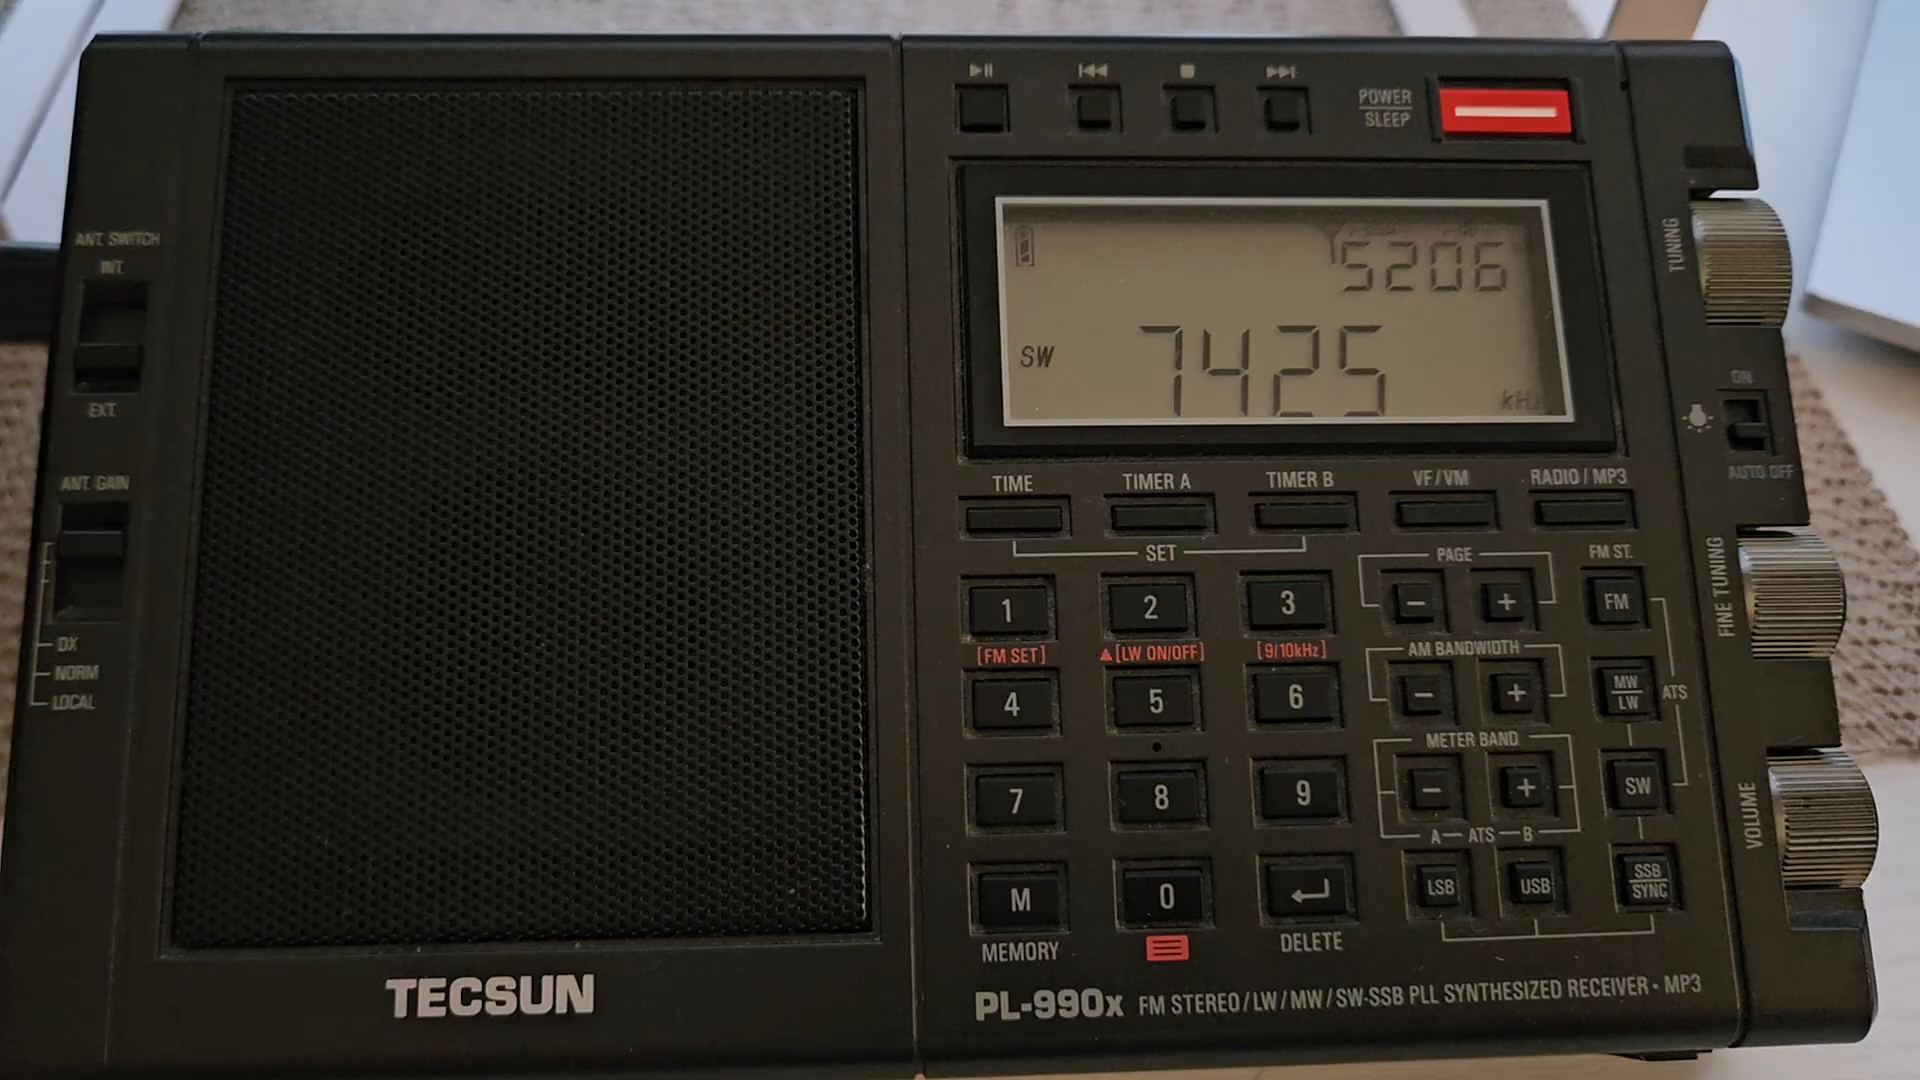 POWER
SLEEP
ANT. SWITCH
INT.
EXT.
5206
SW 7425 kHz
TUNING
ON
AUTO OFF
ANT. GAIN
DX
NORM
LOCAL
TIME TIMER A TIMER B VF/VM RADIO / MP3
SET
PAGE
FM ST.
1 2 3 - + FM
FINE TUNING
[FM SET] [LW ON/OFF] [9/10kHz]
AM BANDWIDTH
4 5 6 - + MW
LW
ATS
METER BAND
7 8 9 - + SW
A ATS B
VOLUME
M 0 LSB USB SSB
SYNC
MEMORY DELETE
TECSUN
PL-990x FM STEREO/LW/MW/SW-SSB PLL SYNTHESIZED RECEIVER • MP3